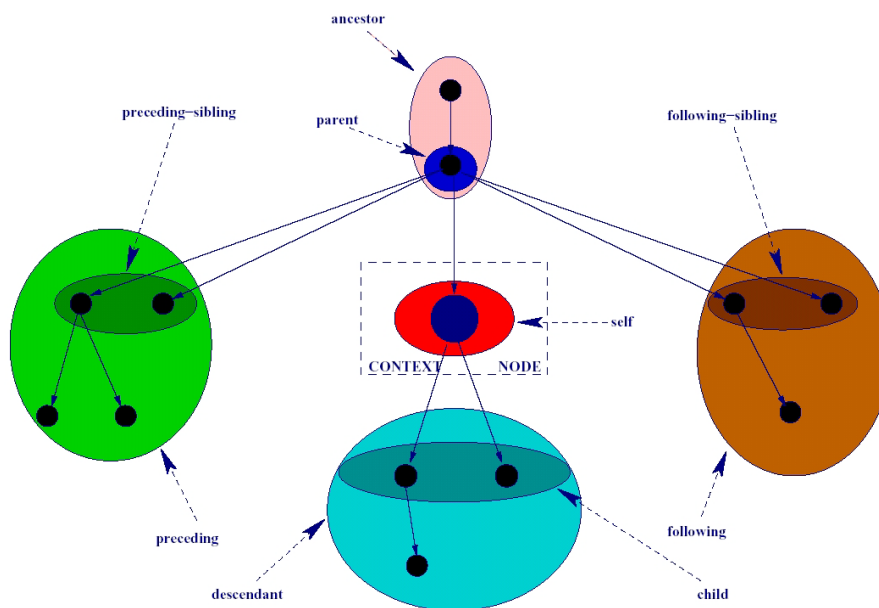 ancestor
preceding-sibling
parent
following-sibling
self
CONTEXT NODE
preceding
following
descendant
child